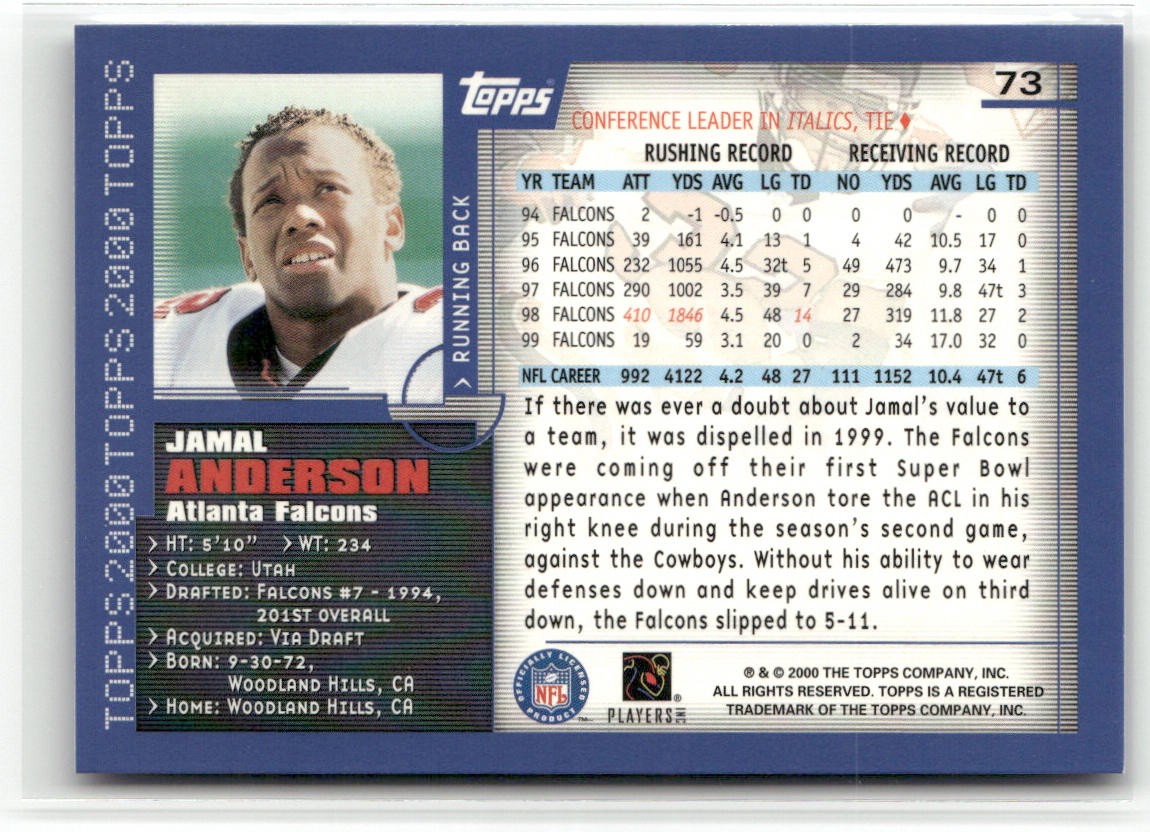 TOPPS 2000 TOPPS 2000 TOPPS 2000 TOPPS
topps
73
CONFERENCE LEADER IN ITALICS, TIE ♦
RUSHING RECORD RECEIVING RECORD
YR TEAM ATT YDS AVG LG TD NO YDS AVG LG TD
94 FALCONS 2 -1 -0.5 0 0 0 0 - 0 0
95 FALCONS 39 161 4.1 13 1 4 42 10.5 17 0
96 FALCONS 232 1055 4.5 32t 5 49 473 9.7 34 1
97 FALCONS 290 1002 3.5 39 7 29 284 9.8 47t 3
98 FALCONS 410 1846 4.5 48 14 27 319 11.8 27 2
99 FALCONS 19 59 3.1 20 0 2 34 17.0 32 0
NFL CAREER 992 4122 4.2 48 27 111 1152 10.4 47t 6
> RUNNING BACK
JAMAL
ANDERSON
Atlanta Falcons
> HT: 5'10" > WT: 234
> COLLEGE: UTAH
> DRAFTED: FALCONS #7 - 1994,
201ST OVERALL
> ACQUIRED: VIA DRAFT
> BORN: 9-30-72,
WOODLAND HILLS, CA
> HOME: WOODLAND HILLS, CA
If there was ever a doubt about Jamal's value to
a team, it was dispelled in 1999. The Falcons
were coming off their first Super Bowl
appearance when Anderson tore the ACL in his
right knee during the season's second game,
against the Cowboys. Without his ability to wear
defenses down and keep drives alive on third
down, the Falcons slipped to 5-11.
OFFICIALLY LICENSED
NFL
PRODUCT
TM
PLAYERS INC ®
® & © 2000 THE TOPPS COMPANY, INC.
ALL RIGHTS RESERVED. TOPPS IS A REGISTERED
TRADEMARK OF THE TOPPS COMPANY, INC.